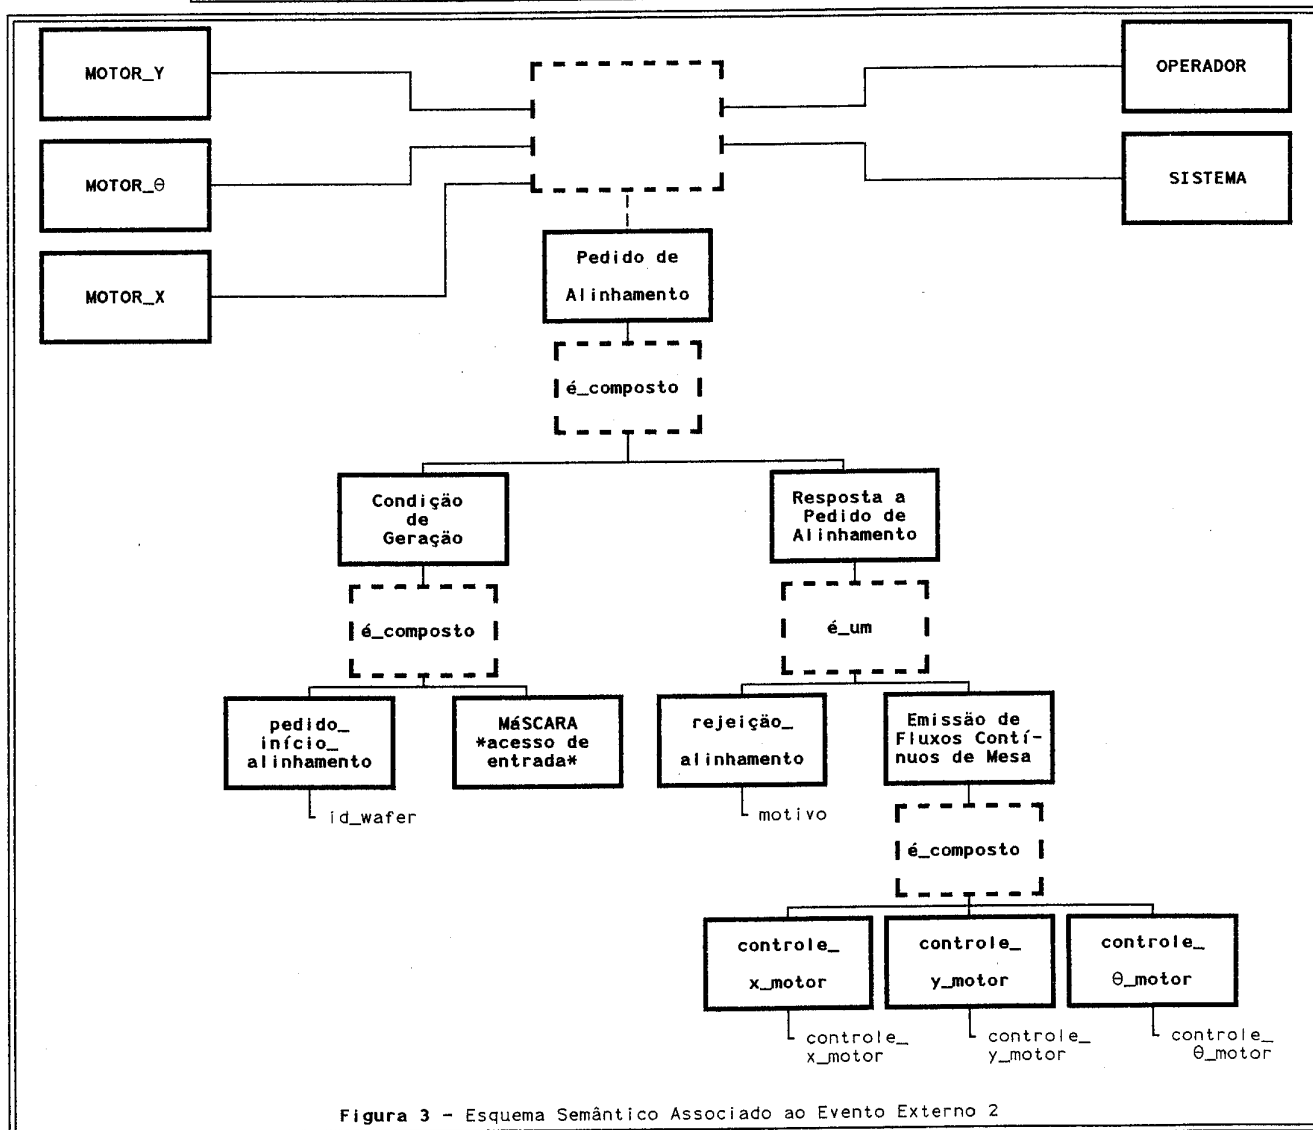 MOTOR_Y
OPERADOR
MOTOR_θ
SISTEMA
MOTOR_X
Pedido de
Alinhamento
é_composto
Condição
de
Geração
Resposta a
Pedido de
Alinhamento
é_composto
é_um
pedido_
início_
alinhamento
MáSCARA
*acesso de
entrada*
rejeição_
alinhamento
Emissão de
Fluxos Contí-
nuos de Mesa
id_wafer
motivo
é_composto
controle_
x_motor
controle_
y_motor
controle_
θ_motor
controle_
x_motor
controle_
y_motor
controle_
θ_motor
Figura 3 - Esquema Semântico Associado ao Evento Externo 2